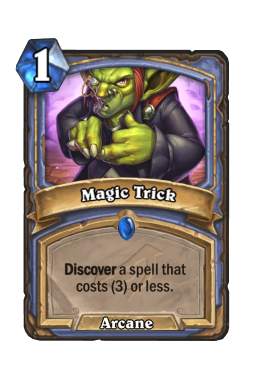 1
Magic Trick
Discover a spell that
costs (3) or less.
Arcane